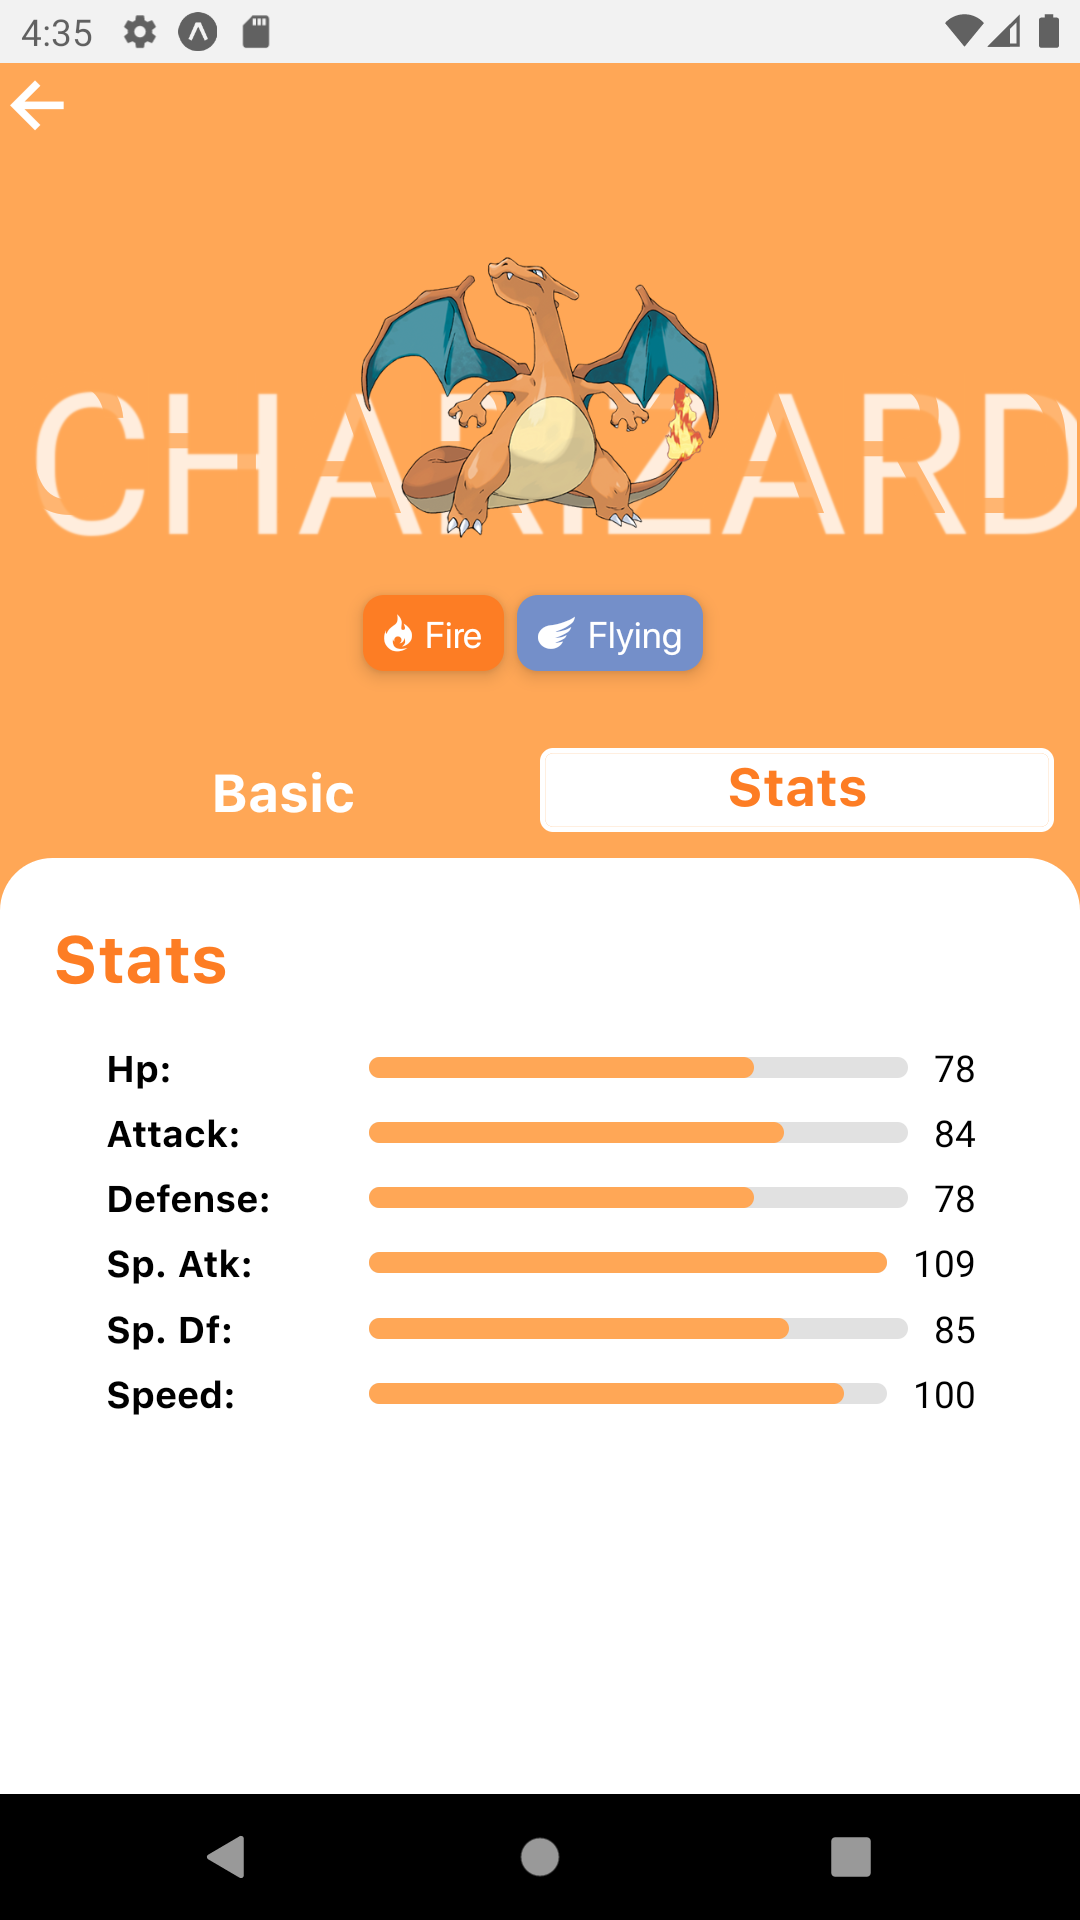 4:35
CHARIZARD
Fire
Flying
Basic
Stats
Stats
Hp: 78
Attack: 84
Defense: 78
Sp. Atk: 109
Sp. Df: 85
Speed: 100